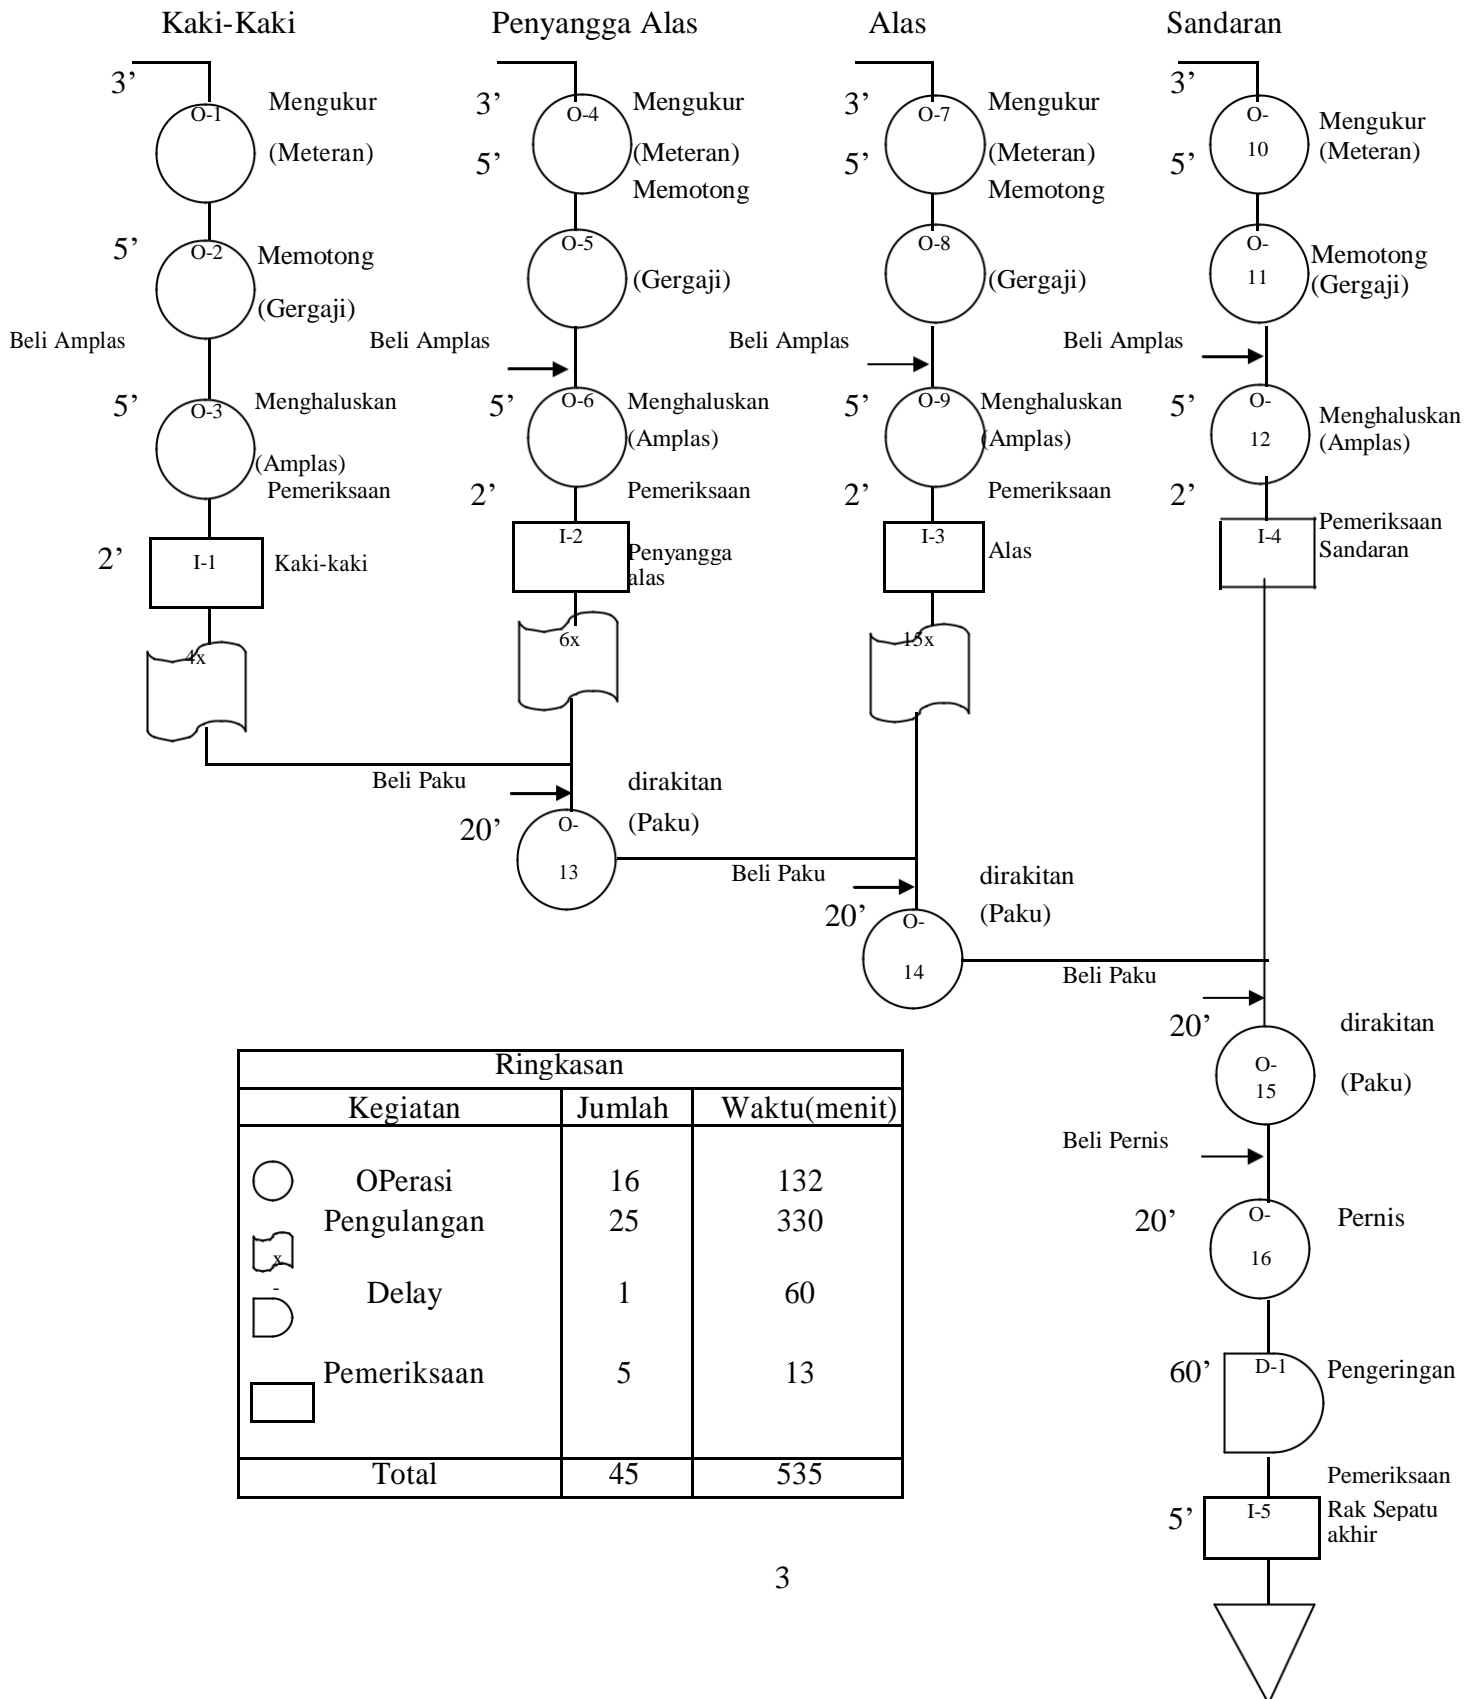 Kaki-Kaki Penyangga Alas Alas Sandaran
3’ 3’ 3’ 3’
O-1 Mengukur O-4 Mengukur O-7 Mengukur O- Mengukur
(Meteran) (Meteran) (Meteran) 10 (Meteran)
5’ 5’ 5’
Memotong Memotong
5’ O-2 Memotong O-5 O-8 O- Memotong
(Gergaji) (Gergaji) (Gergaji) 11 (Gergaji)
Beli Amplas Beli Amplas Beli Amplas Beli Amplas
5’ O-3 Menghaluskan 5’ O-6 Menghaluskan 5’ O-9 Menghaluskan 5’ O- Menghaluskan
(Amplas) (Amplas) (Amplas) 12 (Amplas)
Pemeriksaan 2’ Pemeriksaan 2’ Pemeriksaan 2’ Pemeriksaan
2’ I-1 Kaki-kaki I-2 Penyangga I-3 Alas I-4 Sandaran
alas
4x 6x 15x
Beli Paku dirakitan
20’ O- (Paku)
13
Beli Paku dirakitan
20’ O- (Paku)
14
Beli Paku
20’ dirakitan
O-
15 (Paku)
Beli Pernis
20’ O- Pernis
16
60’ D-1 Pengeringan
Pemeriksaan
5’ I-5 Rak Sepatu
akhir
Ringkasan
Kegiatan Jumlah Waktu(menit)
OPerasi 16 132
Pengulangan 25 330
x
-
Delay 1 60
Pemeriksaan 5 13
Total 45 535
3